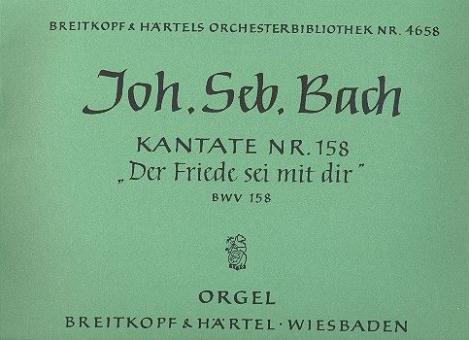 BREITKOPF & HÄRTELS ORCHESTERBIBLIOTHEK NR. 4658
Joh. Seb. Bach
KANTATE NR. 158
„Der Friede sei mit dir"
BWV 158
ORGEL
BREITKOPF & HÄRTEL · WIESBADEN